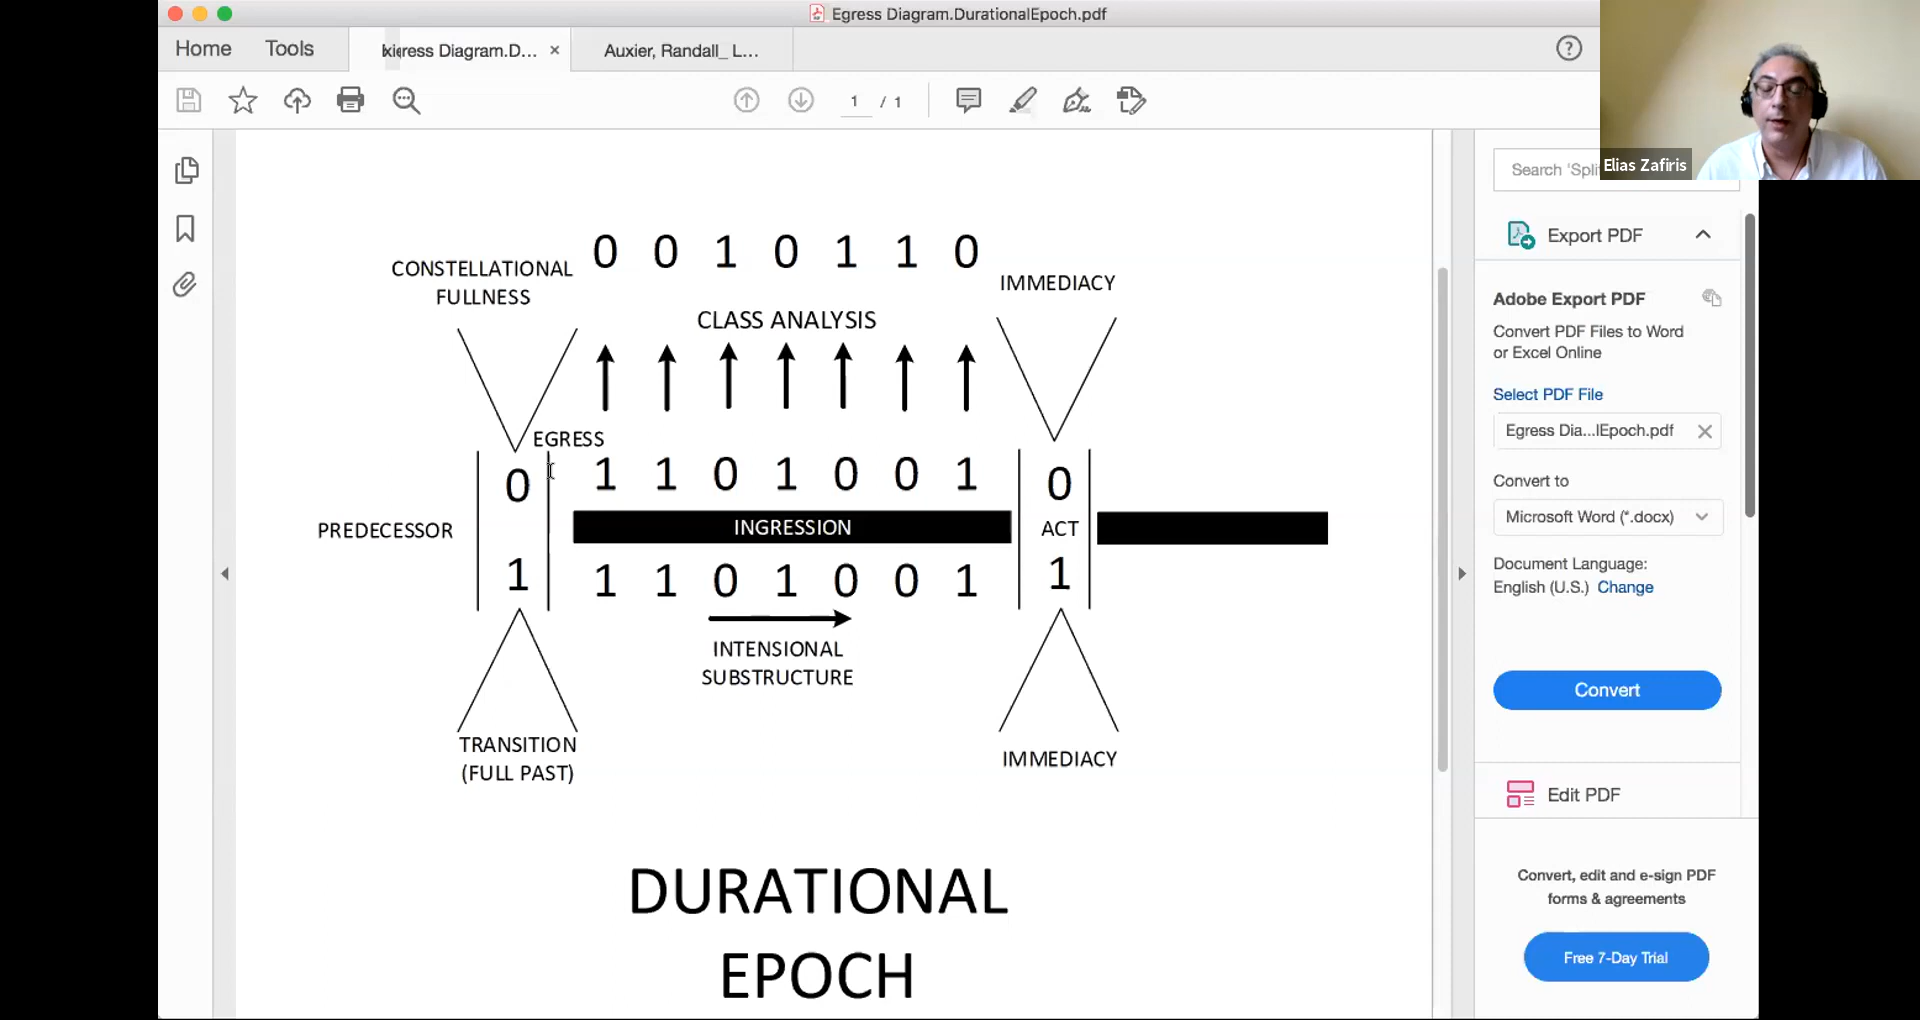 Egress Diagram.DurationalEpoch.pdf
Home Tools ress Diagram.D... × Auxier, Randall_ L... ?
1 / 1
Elias Zafiris
Search 'Spli
0 0 1 0 1 1 0
CONSTELLATIONAL
FULLNESS
IMMEDIACY
CLASS ANALYSIS
EGRESS
0 1 1 0 1 0 0 1 0
PREDECESSOR INGRESSION ACT
1 1 1 0 1 0 0 1 1
INTENSIONAL
SUBSTRUCTURE
TRANSITION
(FULL PAST)
IMMEDIACY
DURATIONAL
EPOCH
Export PDF
Adobe Export PDF
Convert PDF Files to Word
or Excel Online
Select PDF File
Egress Dia...lEpoch.pdf
Convert to
Microsoft Word (*.docx)
Document Language:
English (U.S.) Change
Convert
Edit PDF
Convert, edit and e-sign PDF
forms & agreements
Free 7-Day Trial